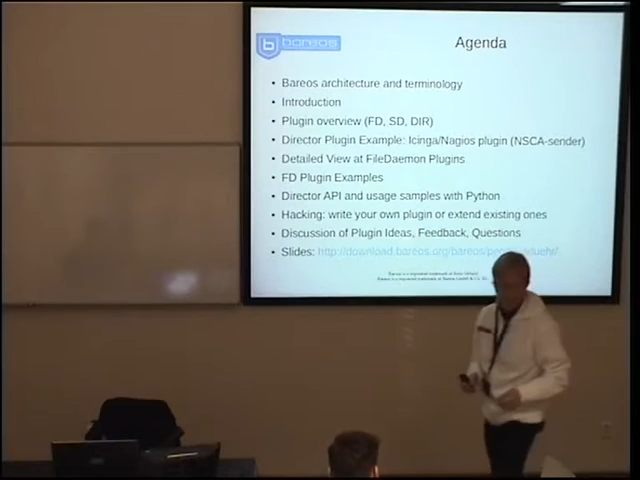 b bareos
Agenda
• Bareos architecture and terminology
• Introduction
• Plugin overview (FD, SD, DIR)
• Director Plugin Example: Icinga/Nagios plugin (NSCA-sender)
• Detailed View at FileDaemon Plugins
• FD Plugin Examples
• Director API and usage samples with Python
• Hacking: write your own plugin or extend existing ones
• Discussion of Plugin Ideas, Feedback, Questions
• Slides: http://download.bareos.org/bareos/